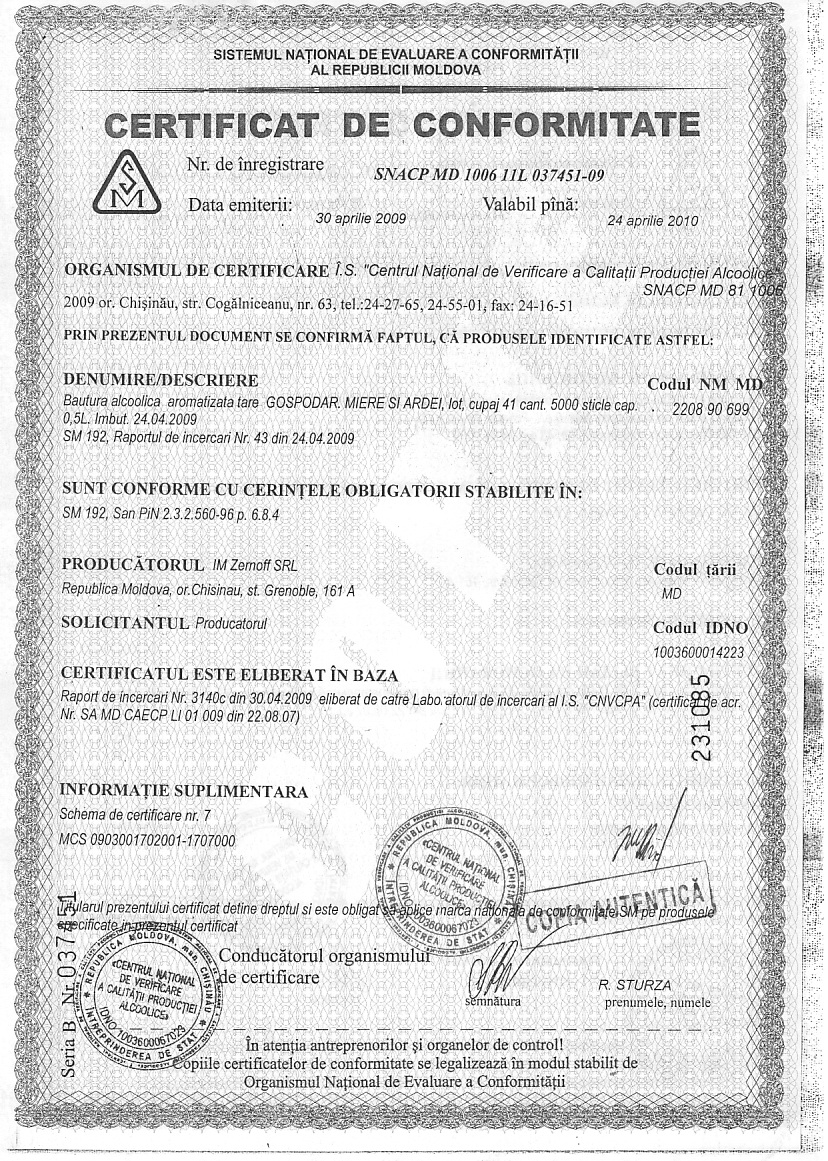 SISTEMUL NAȚIONAL DE EVALUARE A CONFORMITĂȚII
AL REPUBLICII MOLDOVA
CERTIFICAT DE CONFORMITATE
SM
Nr. de înregistrare SNACP MD 1006 11L 037451-09
Data emiterii: 30 aprilie 2009 Valabil pînă: 24 aprilie 2010
ORGANISMUL DE CERTIFICARE Î.S. "Centrul Național de Verificare a Calitații Producției Alcoolice"
SNACP MD 81 1006
2009 or. Chișinău, str. Cogălniceanu, nr. 63, tel.:24-27-65, 24-55-01, fax: 24-16-51
PRIN PREZENTUL DOCUMENT SE CONFIRMĂ FAPTUL, CĂ PRODUSELE IDENTIFICATE ASTFEL:
DENUMIRE/DESCRIERE Codul NM MD
Bautura alcoolica aromatizata tare GOSPODAR. MIERE SI ARDEI, lot, cupaj 41 cant. 5000 sticle cap. 2208 90 699
0,5L. Imbut. 24.04.2009
SM 192, Raportul de incercari Nr. 43 din 24.04.2009
SUNT CONFORME CU CERINȚELE OBLIGATORII STABILITE ÎN:
SM 192, San PiN 2.3.2.560-96 p. 6.8.4
PRODUCĂTORUL IM Zernoff SRL Codul țării
Republica Moldova, or.Chisinau, st. Grenoble, 161 A MD
SOLICITANTUL Producatorul Codul IDNO
1003600014223
CERTIFICATUL ESTE ELIBERAT ÎN BAZA
Raport de incercari Nr. 3140c din 30.04.2009 eliberat de catre Laboratorul de incercari al I.S. "CNVCPA" (certificat de acr.
Nr. SA MD CAECP LI 01 009 din 22.08.07)
231085
INFORMAȚIE SUPLIMENTARA
Schema de certificare nr. 7
MCS 0903001702001-1707000
REPUBLICA MOLDOVA, mun. CHIȘINĂU
«CENTRUL NAȚIONAL
DE VERIFICARE
A CALITĂȚII PRODUCȚIEI
ALCOOLICE»
IDNO 1003600067023
ÎNTREPRINDEREA DE STAT
COPIA AUTENTICĂ
Titularul prezentului certificat define dreptul si este obligat sa aplice marca nationala de conformitate SM pe produsele
specificate in prezentul certificat
Seria B Nr. 037451
REPUBLICA MOLDOVA, mun. CHIȘINĂU
«CENTRUL NAȚIONAL
DE VERIFICARE
A CALITĂȚII PRODUCȚIEI
ALCOOLICE»
IDNO 1003600067023
ÎNTREPRINDEREA DE STAT
Conducătorul organismului
de certificare
semnătura
R. STURZA
prenumele, numele
În atenția antreprenorilor și organelor de control!
Copiile certificatelor de conformitate se legalizează în modul stabilit de
Organismul Național de Evaluare a Conformității